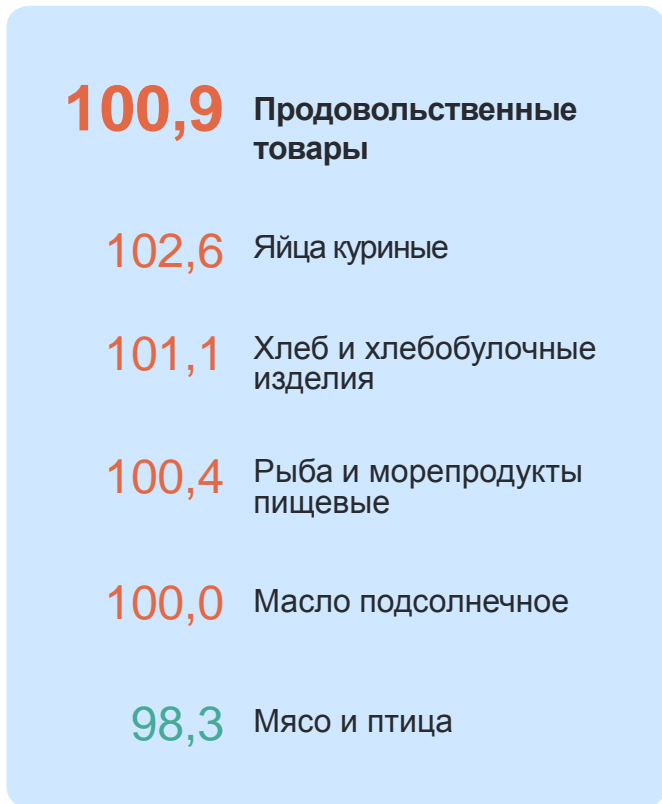 100,9 Продовольственные
товары
102,6 Яйца куриные
101,1 Хлеб и хлебобулочные
изделия
100,4 Рыба и морепродукты
пищевые
100,0 Масло подсолнечное
98,3 Мясо и птица